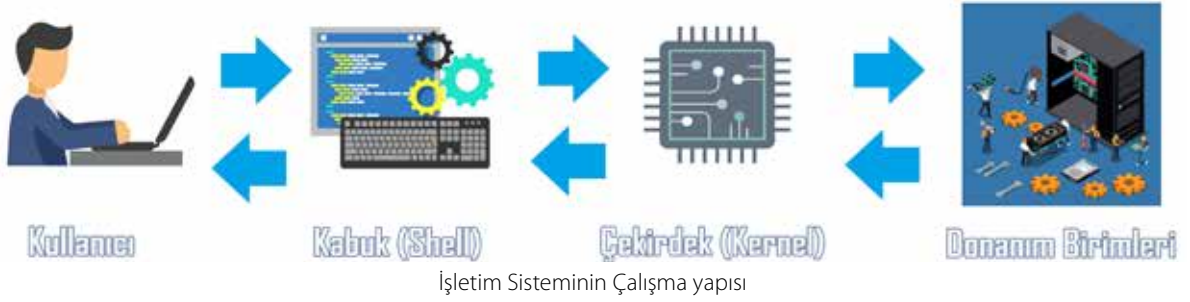 Kullanıcı
Kabuk (Shell)
Çekirdek (Kernel)
Donanım Birimleri
İşletim Sisteminin Çalışma yapısı